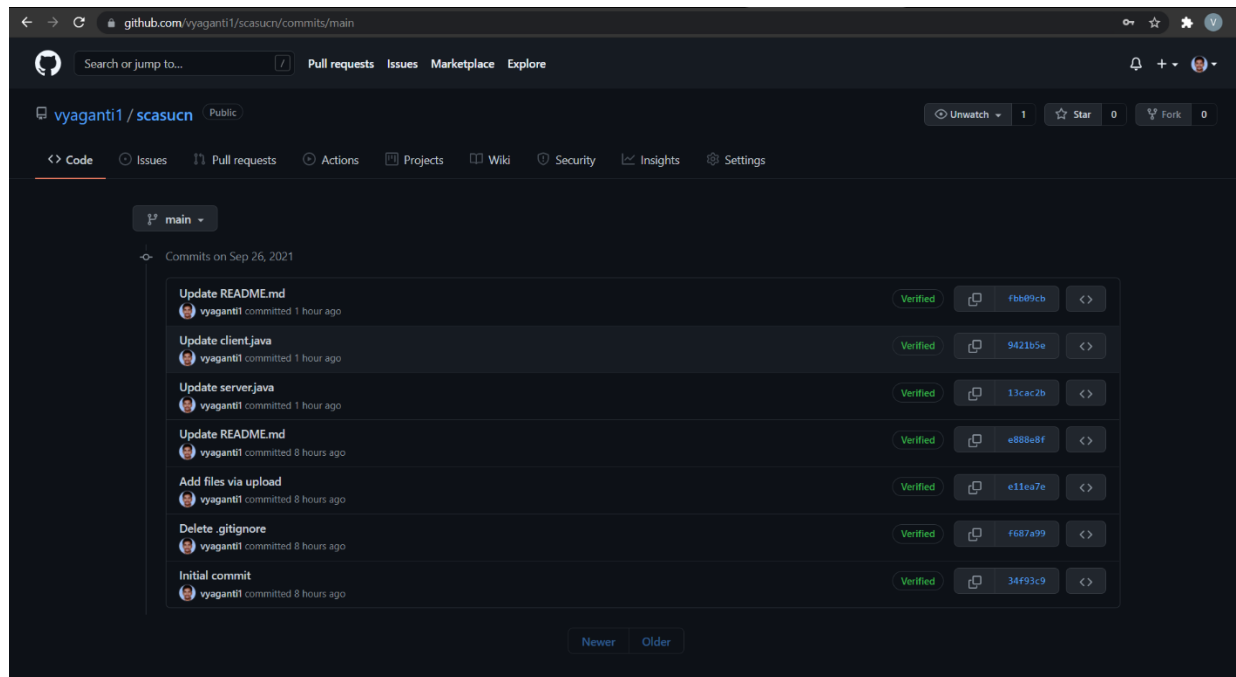 github.com/vyaganti1/scasucn/commits/main
V
Search or jump to... / Pull requests Issues Marketplace Explore
vyaganti1 / scasucn Public Unwatch 1 Star 0 Fork 0
<> Code Issues Pull requests Actions Projects Wiki Security Insights Settings
main
Commits on Sep 26, 2021
Update README.md
vyaganti1 committed 1 hour ago
Verified fbb09cb <>
Update client.java
vyaganti1 committed 1 hour ago
Verified 9421b5e <>
Update server.java
vyaganti1 committed 1 hour ago
Verified 13cac2b <>
Update README.md
vyaganti1 committed 8 hours ago
Verified e888e8f <>
Add files via upload
vyaganti1 committed 8 hours ago
Verified e11ea7e <>
Delete .gitignore
vyaganti1 committed 8 hours ago
Verified f687a99 <>
Initial commit
vyaganti1 committed 8 hours ago
Verified 34f93c9 <>
Newer Older